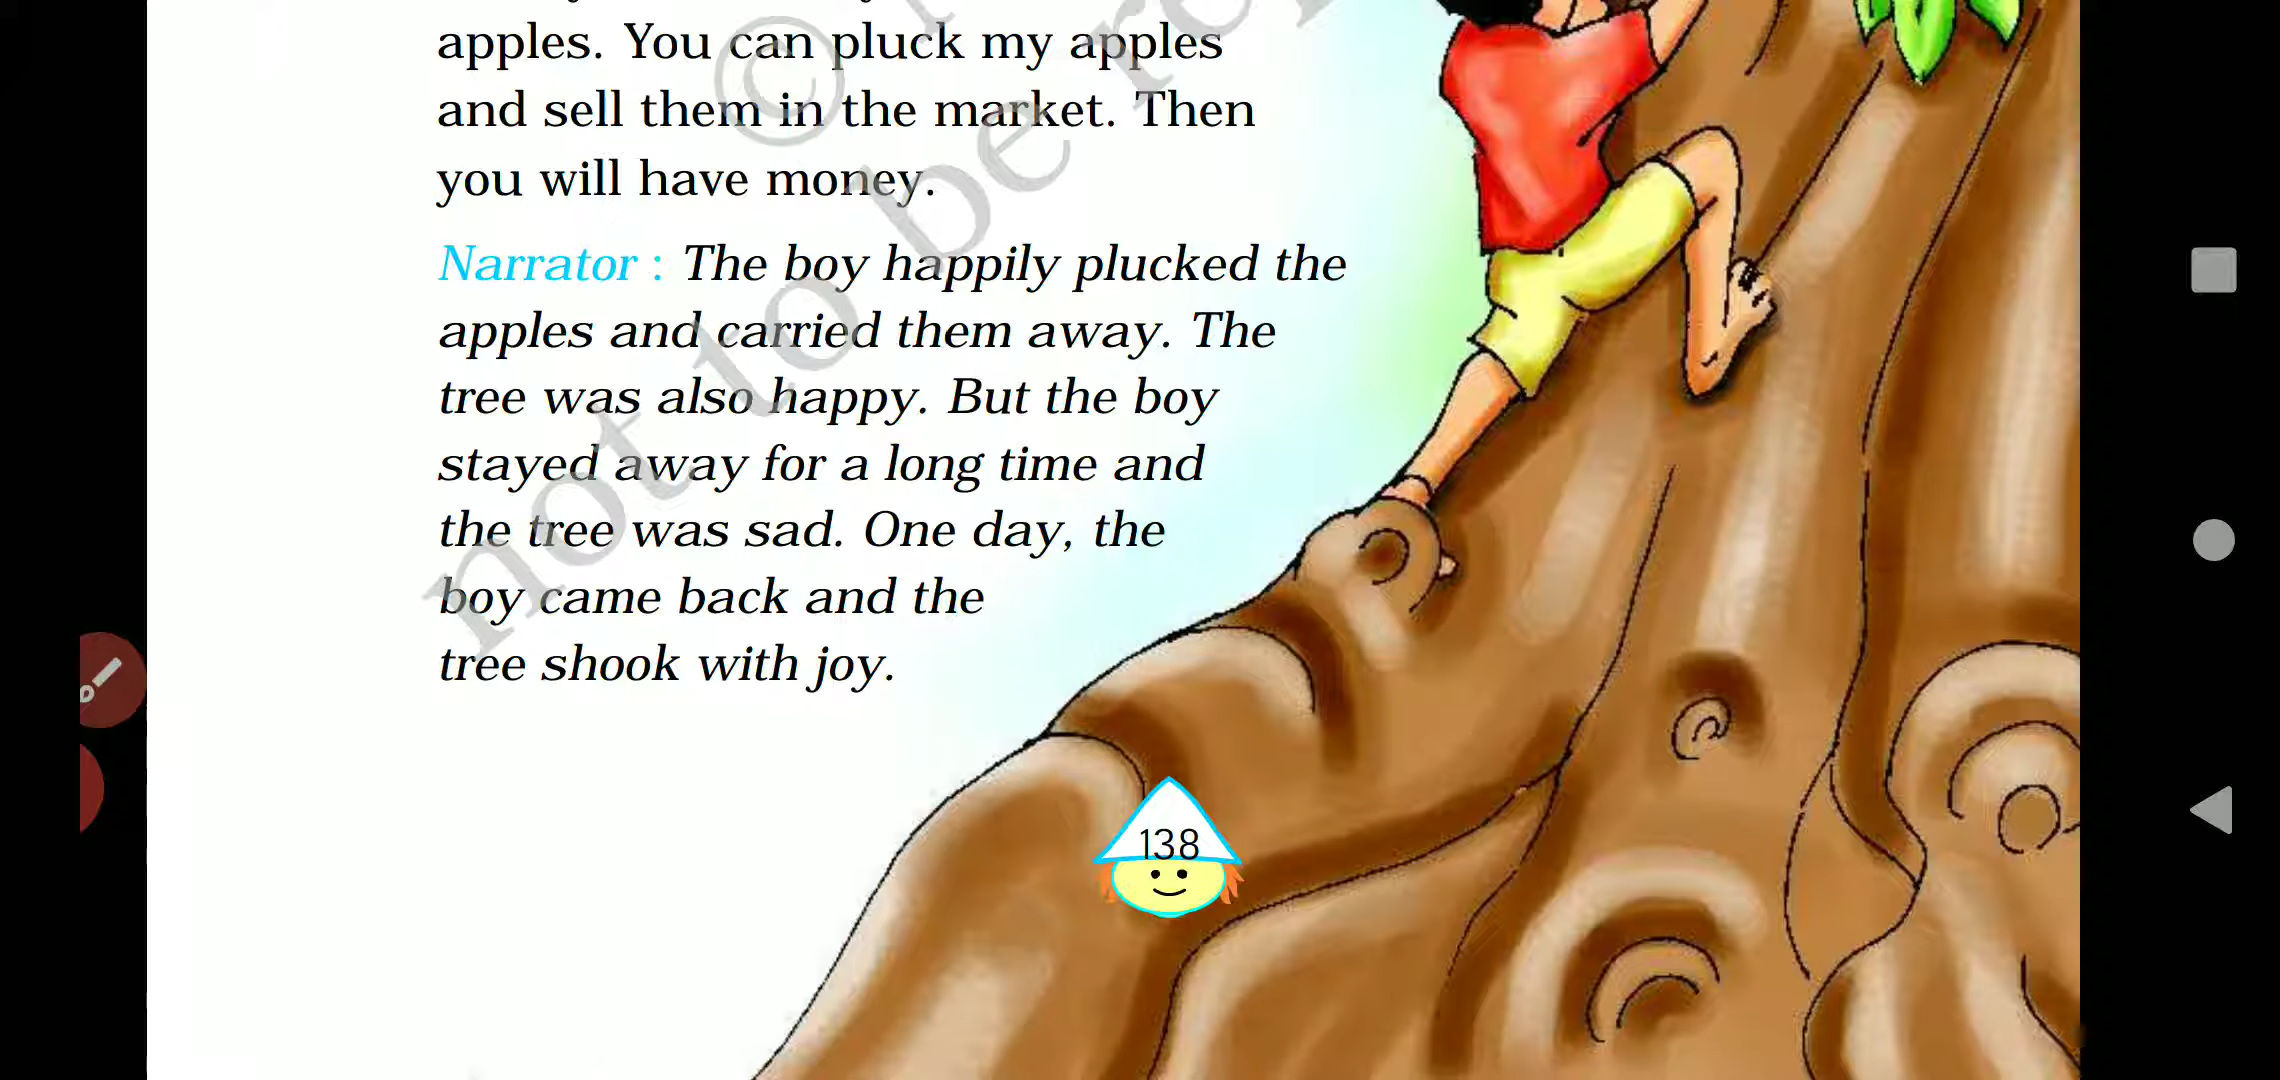 apples. You can pluck my apples
and sell them in the market. Then
you will have money.
Narrator : The boy happily plucked the
apples and carried them away. The
tree was also happy. But the boy
stayed away for a long time and
the tree was sad. One day, the
boy came back and the
tree shook with joy.
138
©
not to be